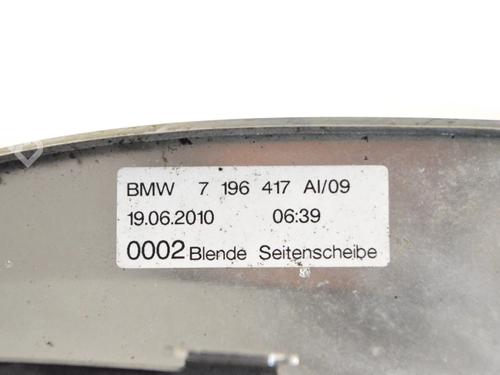 BMW 7 196 417 AI/09
19.06.2010 06:39
0002 Blende Seitenscheibe